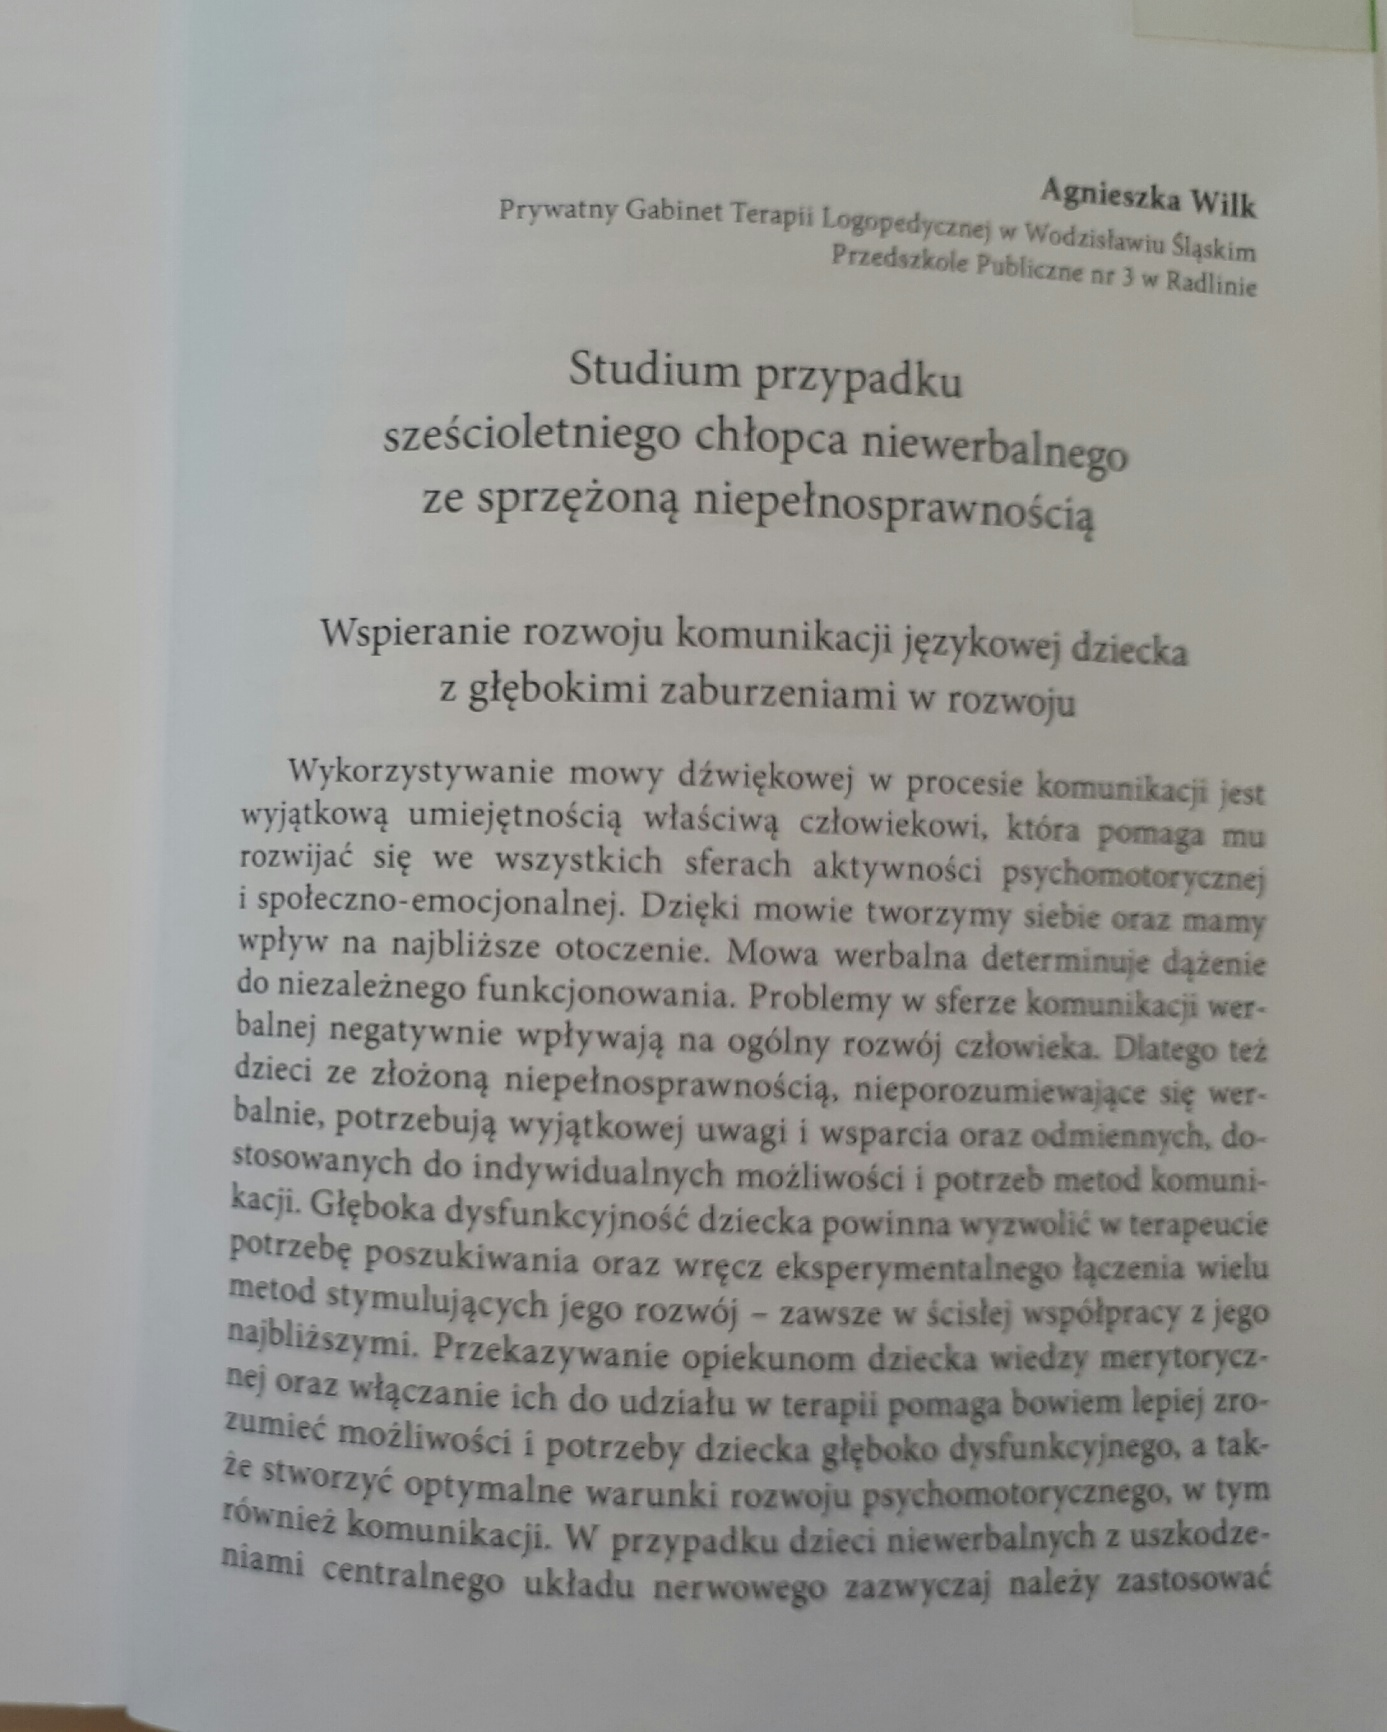 Agnieszka Wilk
Prywatny Gabinet Terapii Logopedycznej w Wodzisławiu Śląskim
Przedszkole Publiczne nr 3 w Radlinie
Studium przypadku
sześcioletniego chłopca niewerbalnego
ze sprzężoną niepełnosprawnością
Wspieranie rozwoju komunikacji językowej dziecka
z głębokimi zaburzeniami w rozwoju
Wykorzystywanie mowy dźwiękowej w procesie komunikacji jest
wyjątkową umiejętnością właściwą człowiekowi, która pomaga mu
rozwijać się we wszystkich sferach aktywności psychomotorycznej
i społeczno-emocjonalnej. Dzięki mowie tworzymy siebie oraz mamy
wpływ na najbliższe otoczenie. Mowa werbalna determinuje dążenie
do niezależnego funkcjonowania. Problemy w sferze komunikacji wer-
balnej negatywnie wpływają na ogólny rozwój człowieka. Dlatego też
dzieci ze złożoną niepełnosprawnością, nieporozumiewające się wer-
balnie, potrzebują wyjątkowej uwagi i wsparcia oraz odmiennych, do-
stosowanych do indywidualnych możliwości i potrzeb metod komuni-
kacji. Głęboka dysfunkcyjność dziecka powinna wyzwolić w terapeucie
potrzebę poszukiwania oraz wręcz eksperymentalnego łączenia wielu
metod stymulujących jego rozwój – zawsze w ścisłej współpracy z jego
najbliższymi. Przekazywanie opiekunom dziecka wiedzy merytorycz-
nej oraz włączanie ich do udziału w terapii pomaga bowiem lepiej zro-
zumieć możliwości i potrzeby dziecka głęboko dysfunkcyjnego, a tak-
że stworzyć optymalne warunki rozwoju psychomotorycznego, w tym
również komunikacji. W przypadku dzieci niewerbalnych z uszkodze-
niami centralnego układu nerwowego zazwyczaj należy zastosować